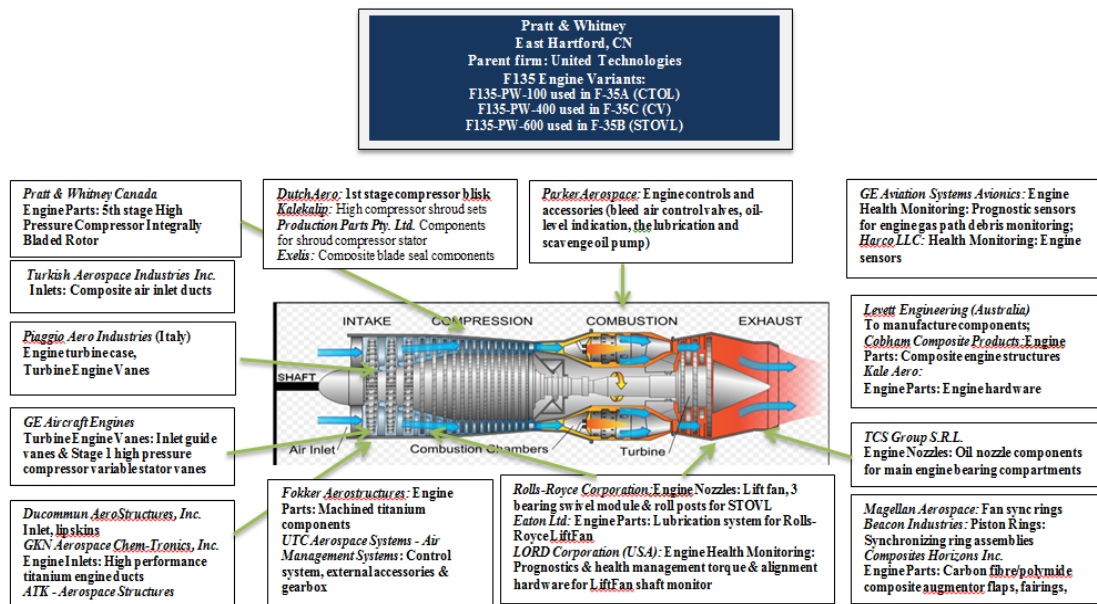 Pratt & Whitney
East Hartford, CN
Parent firm: United Technologies
F135 Engine Variants:
F135-PW-100 used in F-35A (CTOL)
F135-PW-400 used in F-35C (CV)
F135-PW-600 used in F-35B (STOVL)
Pratt & Whitney Canada
Engine Parts: 5th stage High
Pressure Compressor Integrally
Bladed Rotor
DutchAero: 1st stage compressor blisk
Kalekalip: High compressor shroud sets
Production Parts Pty. Ltd. Components
for shroud compressor stator
Exelis: Composite blade seal components
ParkerAerospace: Engine controls and
accessories (bleed air control valves, oil-
level indication, the lubrication and
scavenge oil pump)
GE Aviation Systems Avionics: Engine
Health Monitoring: Prognostic sensors
for engine gas path debris monitoring;
Harco LLC: Health Monitoring: Engine
sensors
Turkish Aerospace Industries Inc.
Inlets: Composite air inlet ducts
Piaggio Aero Industries (Italy)
Engine turbine case,
Turbine Engine Vanes
GE Aircraft Engines
Turbine Engine Vanes: Inlet guide
vanes & Stage 1 high pressure
compressor variable stator vanes
Ducommun AeroStructures, Inc.
Inlet, lipskins
GKN Aerospace Chem-Tronics, Inc.
Engine Inlets: High performance
titanium engine ducts
ATK - Aerospace Structures
INTAKE COMPRESSION COMBUSTION EXHAUST
SHAFT
Air Inlet Combustion Chambers Turbine
Fokker Aerostructures: Engine
Parts: Machined titanium
components
UTC Aerospace Systems - Air
Management Systems: Control
system, external accessories &
gearbox
Rolls-Royce Corporation:Engine Nozzles: Lift fan, 3
bearing swivel module & roll posts for STOVL
Eaton Ltd: Engine Parts: Lubrication system for Rolls-
Royce LiftFan
LORD Corporation (USA): Engine Health Monitoring:
Prognostics & health management torque & alignment
hardware for LiftFan shaft monitor
Levett Engineering (Australia)
To manufacture components;
Cobham Composite Products:Engine
Parts: Composite engine structures
Kale Aero:
Engine Parts: Engine hardware
TCS Group S.R.L.
Engine Nozzles: Oil nozzle components
for main engine bearing compartments
Magellan Aerospace: Fan sync rings
Beacon Industries: Piston Rings:
Synchronizing ring assemblies
Composites Horizons Inc.
Engine Parts: Carbon fibre/polymide
composite augmentor flaps, fairings,